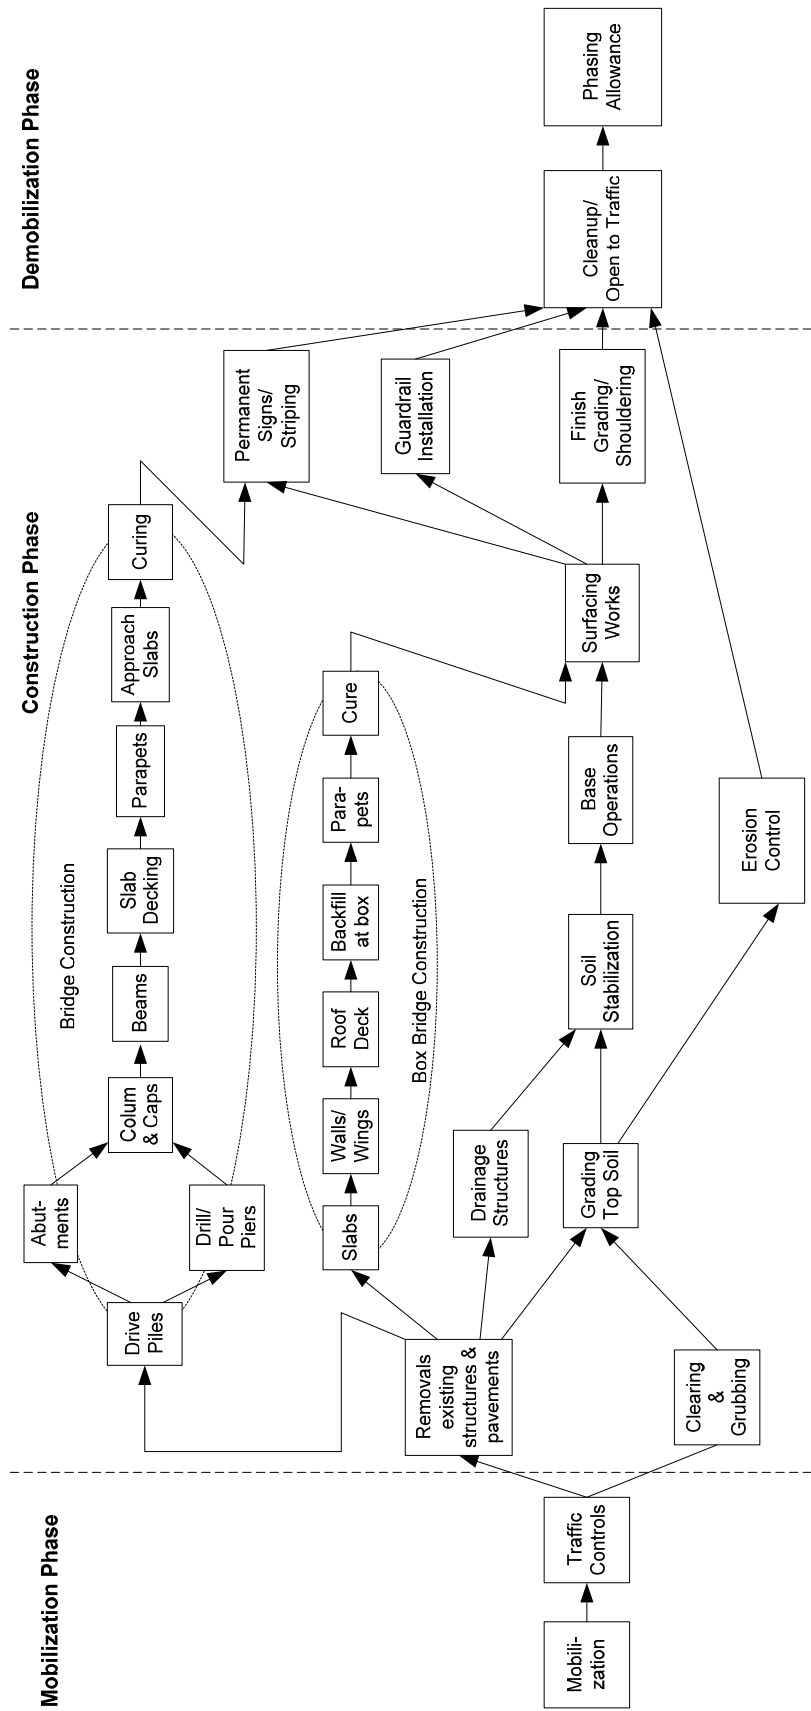 Mobilization Phase
Construction Phase
Demobilization Phase
Mobili-
zation
Traffic
Controls
Removals
existing
structures &
pavements
Clearing
&
Grubbing
Drive
Piles
Abut-
ments
Drill/
Pour
Piers
Colum
& Caps
Beams
Slab
Decking
Parapets
Approach
Slabs
Curing
Bridge Construction
Slabs
Walls/
Wings
Roof
Deck
Backfill
at box
Para-
pets
Cure
Box Bridge Construction
Drainage
Structures
Grading
Top Soil
Soil
Stabilization
Base
Operations
Surfacing
Works
Erosion
Control
Permanent
Signs/
Striping
Guardrail
Installation
Finish
Grading/
Shouldering
Cleanup/
Open to Traffic
Phasing
Allowance